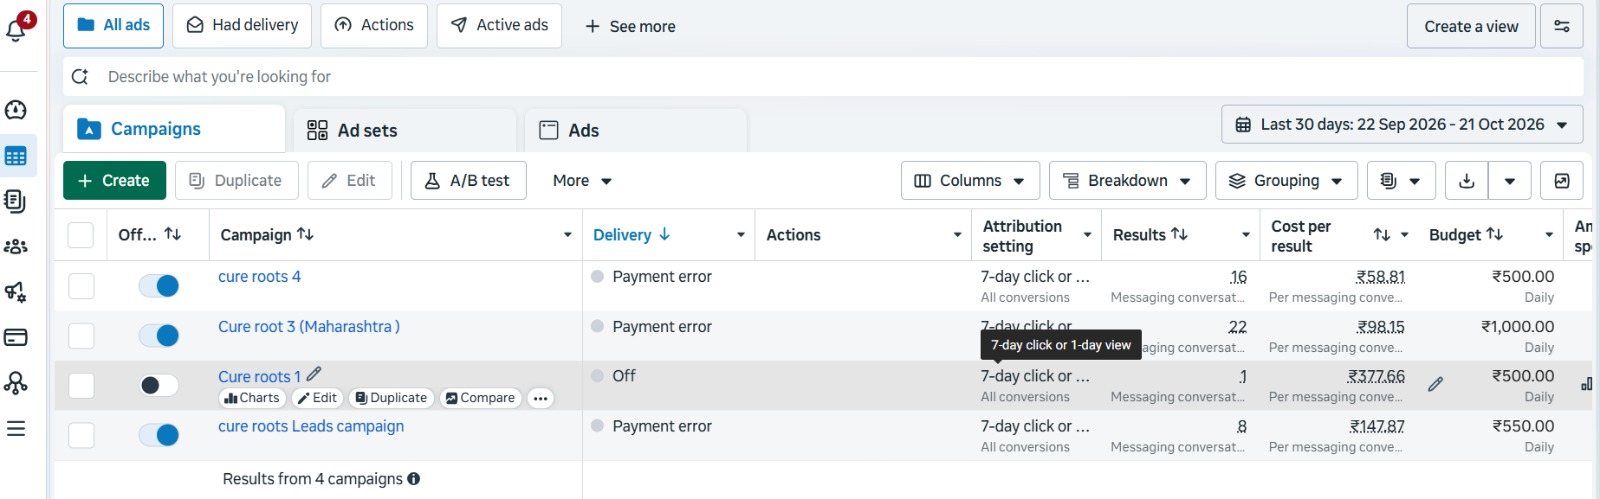 4
All ads
Had delivery
Actions
Active ads
+ See more
Create a view
Describe what you're looking for
Campaigns
Ad sets
Ads
Last 30 days: 22 Sep 2026 - 21 Oct 2026
+ Create
Duplicate
Edit
A/B test
More
Columns
Breakdown
Grouping
Off... Campaign Delivery Actions Attribution setting Results Cost per result Budget
cure roots 4 Payment error 7-day click or ... 16 ₹58.81 ₹500.00
All conversions Messaging conversat... Per messaging conve... Daily
Cure root 3 (Maharashtra ) Payment error 7-day click or 22 ₹98.15 ₹1,000.00
7-day click or 1-day view
conversat... Per messaging conve... Daily
Cure roots 1 Off 7-day click or ... 1 ₹377.66 ₹500.00
Charts Edit Duplicate Compare ...
All conversions Messaging conversat... Per messaging conve... Daily
cure roots Leads campaign Payment error 7-day click or ... 8 ₹147.87 ₹550.00
All conversions Messaging conversat... Per messaging conve... Daily
Results from 4 campaigns